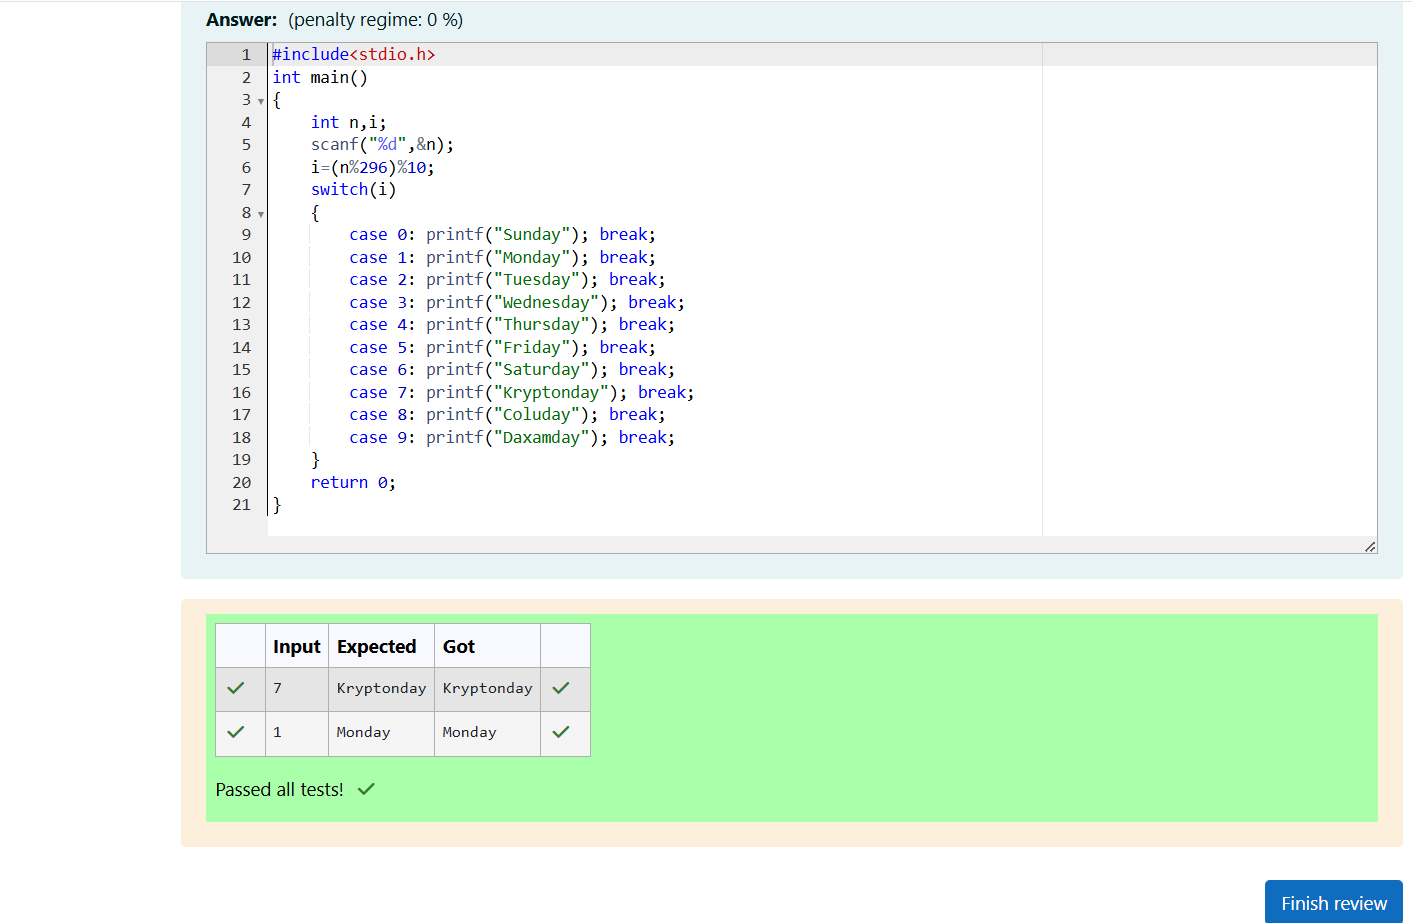 Answer: (penalty regime: 0 %)
1 #include<stdio.h>
2 int main()
3 {
4     int n,i;
5     scanf("%d",&n);
6     i=(n%296)%10;
7     switch(i)
8     {
9         case 0: printf("Sunday"); break;
10         case 1: printf("Monday"); break;
11         case 2: printf("Tuesday"); break;
12         case 3: printf("Wednesday"); break;
13         case 4: printf("Thursday"); break;
14         case 5: printf("Friday"); break;
15         case 6: printf("Saturday"); break;
16         case 7: printf("Kryptonday"); break;
17         case 8: printf("Coluday"); break;
18         case 9: printf("Daxamday"); break;
19     }
20     return 0;
21 }
Input Expected Got
7 Kryptonday Kryptonday
1 Monday Monday
Passed all tests!
Finish review